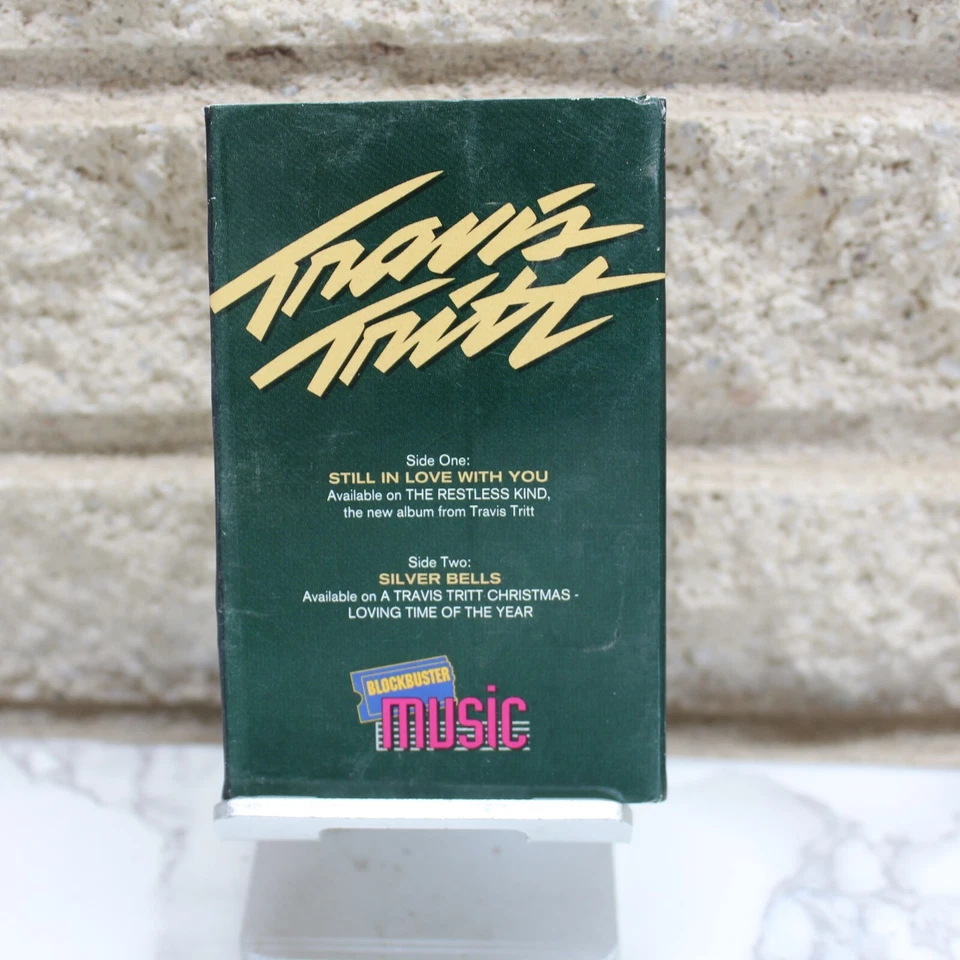 Travis
Tritt
Side One:
STILL IN LOVE WITH YOU
Available on THE RESTLESS KIND,
the new album from Travis Tritt
Side Two:
SILVER BELLS
Available on A TRAVIS TRITT CHRISTMAS -
LOVING TIME OF THE YEAR
BLOCKBUSTER
MUSIC